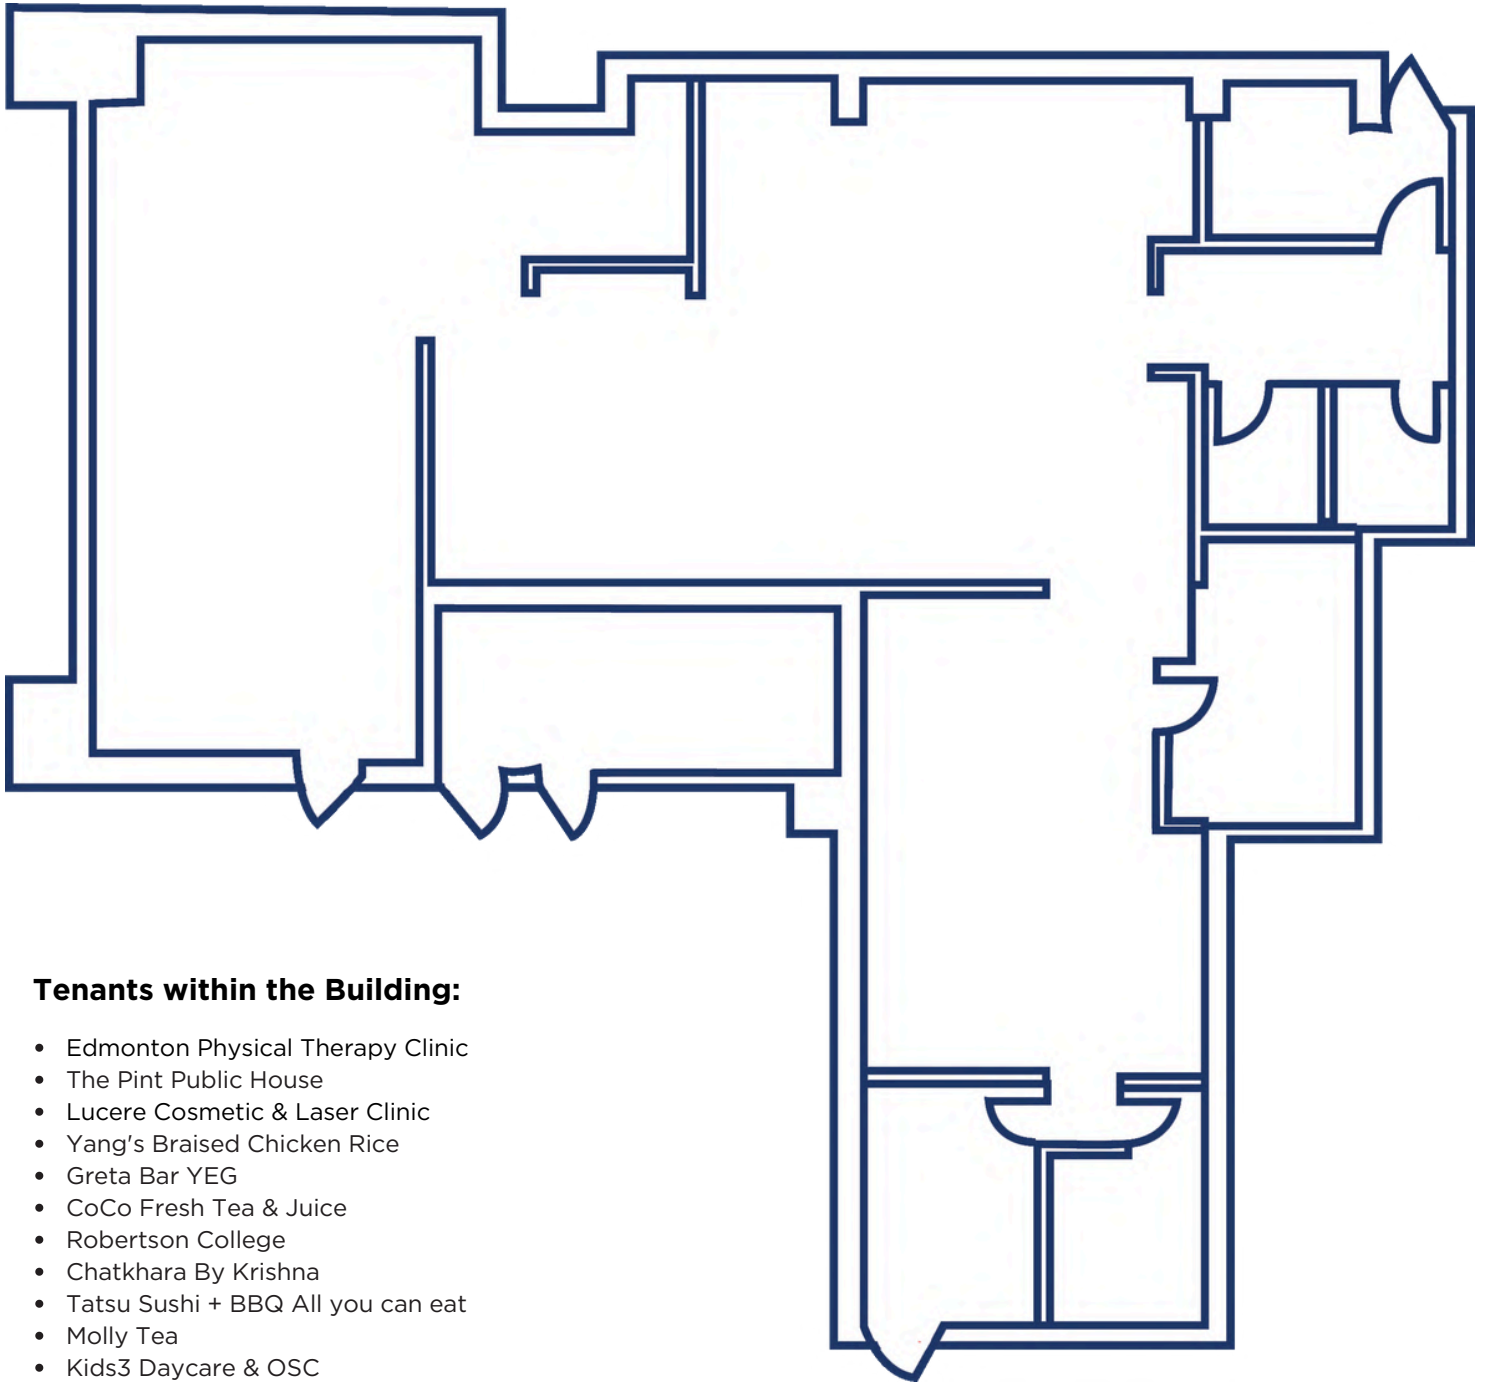 Tenants within the Building:
• Edmonton Physical Therapy Clinic
• The Pint Public House
• Lucere Cosmetic & Laser Clinic
• Yang's Braised Chicken Rice
• Greta Bar YEG
• CoCo Fresh Tea & Juice
• Robertson College
• Chatkhara By Krishna
• Tatsu Sushi + BBQ All you can eat
• Molly Tea
• Kids3 Daycare & OSC